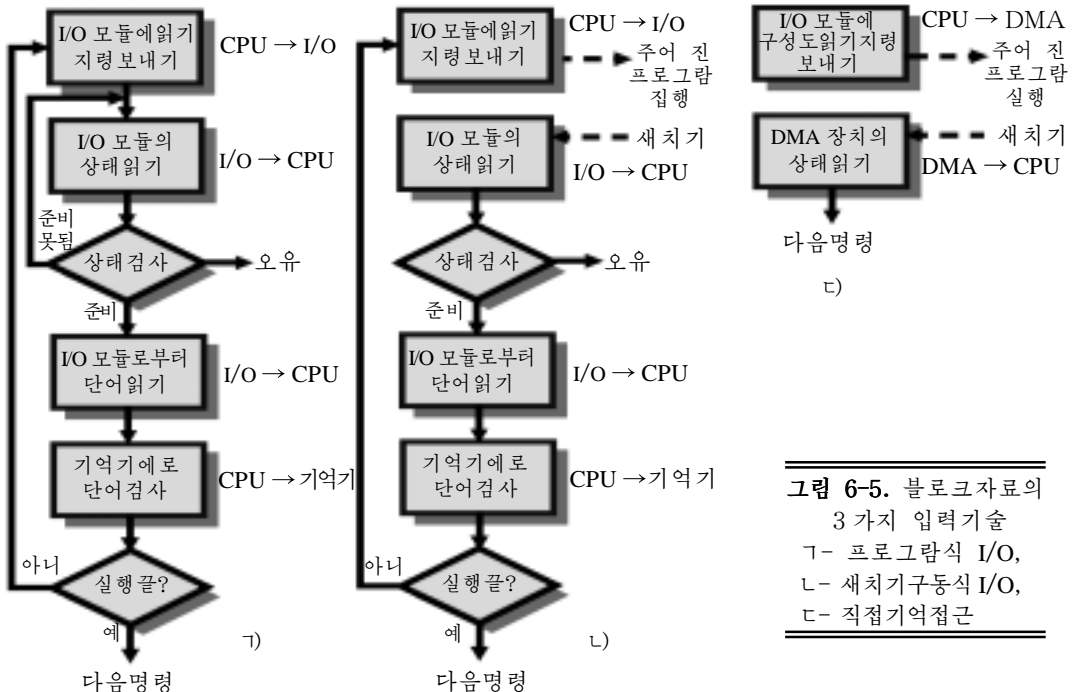 I/O 모듈에읽기
지령보내기
CPU → I/O
I/O 모듈의
상태읽기
I/O → CPU
준비
못됨
상태검사
오유
준비
I/O 모듈로부터
단어읽기
I/O → CPU
기억기에로
단어검사
CPU → 기억기
아니
실행끝?
예
ㄱ)
다음명령
I/O 모듈에읽기
지령보내기
CPU → I/O
주어 진
프로그람
집행
I/O 모듈의
상태읽기
새치기
I/O → CPU
상태검사
오유
준비
I/O 모듈로부터
단어읽기
I/O → CPU
기억기에로
단어검사
CPU →기억기
아니
실행끝?
예
ㄴ)
다음명령
I/O 모듈에
구성도읽기지령
보내기
CPU → DMA
주어 진
프로그람
실행
DMA 장치의
상태읽기
새치기
DMA → CPU
다음명령
ㄷ)
그림 6-5. 블로크자료의
3 가지 입력기술
ㄱ- 프로그람식 I/O,
ㄴ- 새치기구동식 I/O,
ㄷ- 직접기억접근